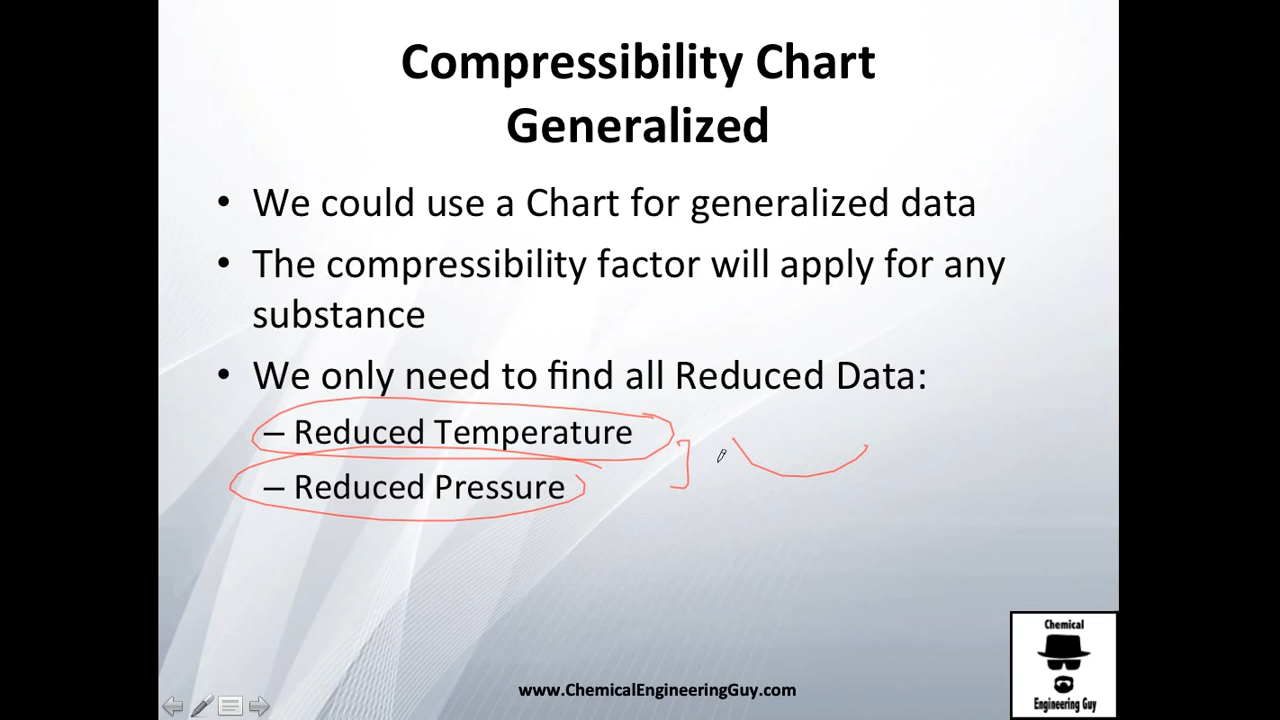 Compressibility Chart
Generalized
• We could use a Chart for generalized data
• The compressibility factor will apply for any
substance
• We only need to find all Reduced Data:
– Reduced Temperature
– Reduced Pressure
www.ChemicalEngineeringGuy.com
Chemical
Engineering Guy